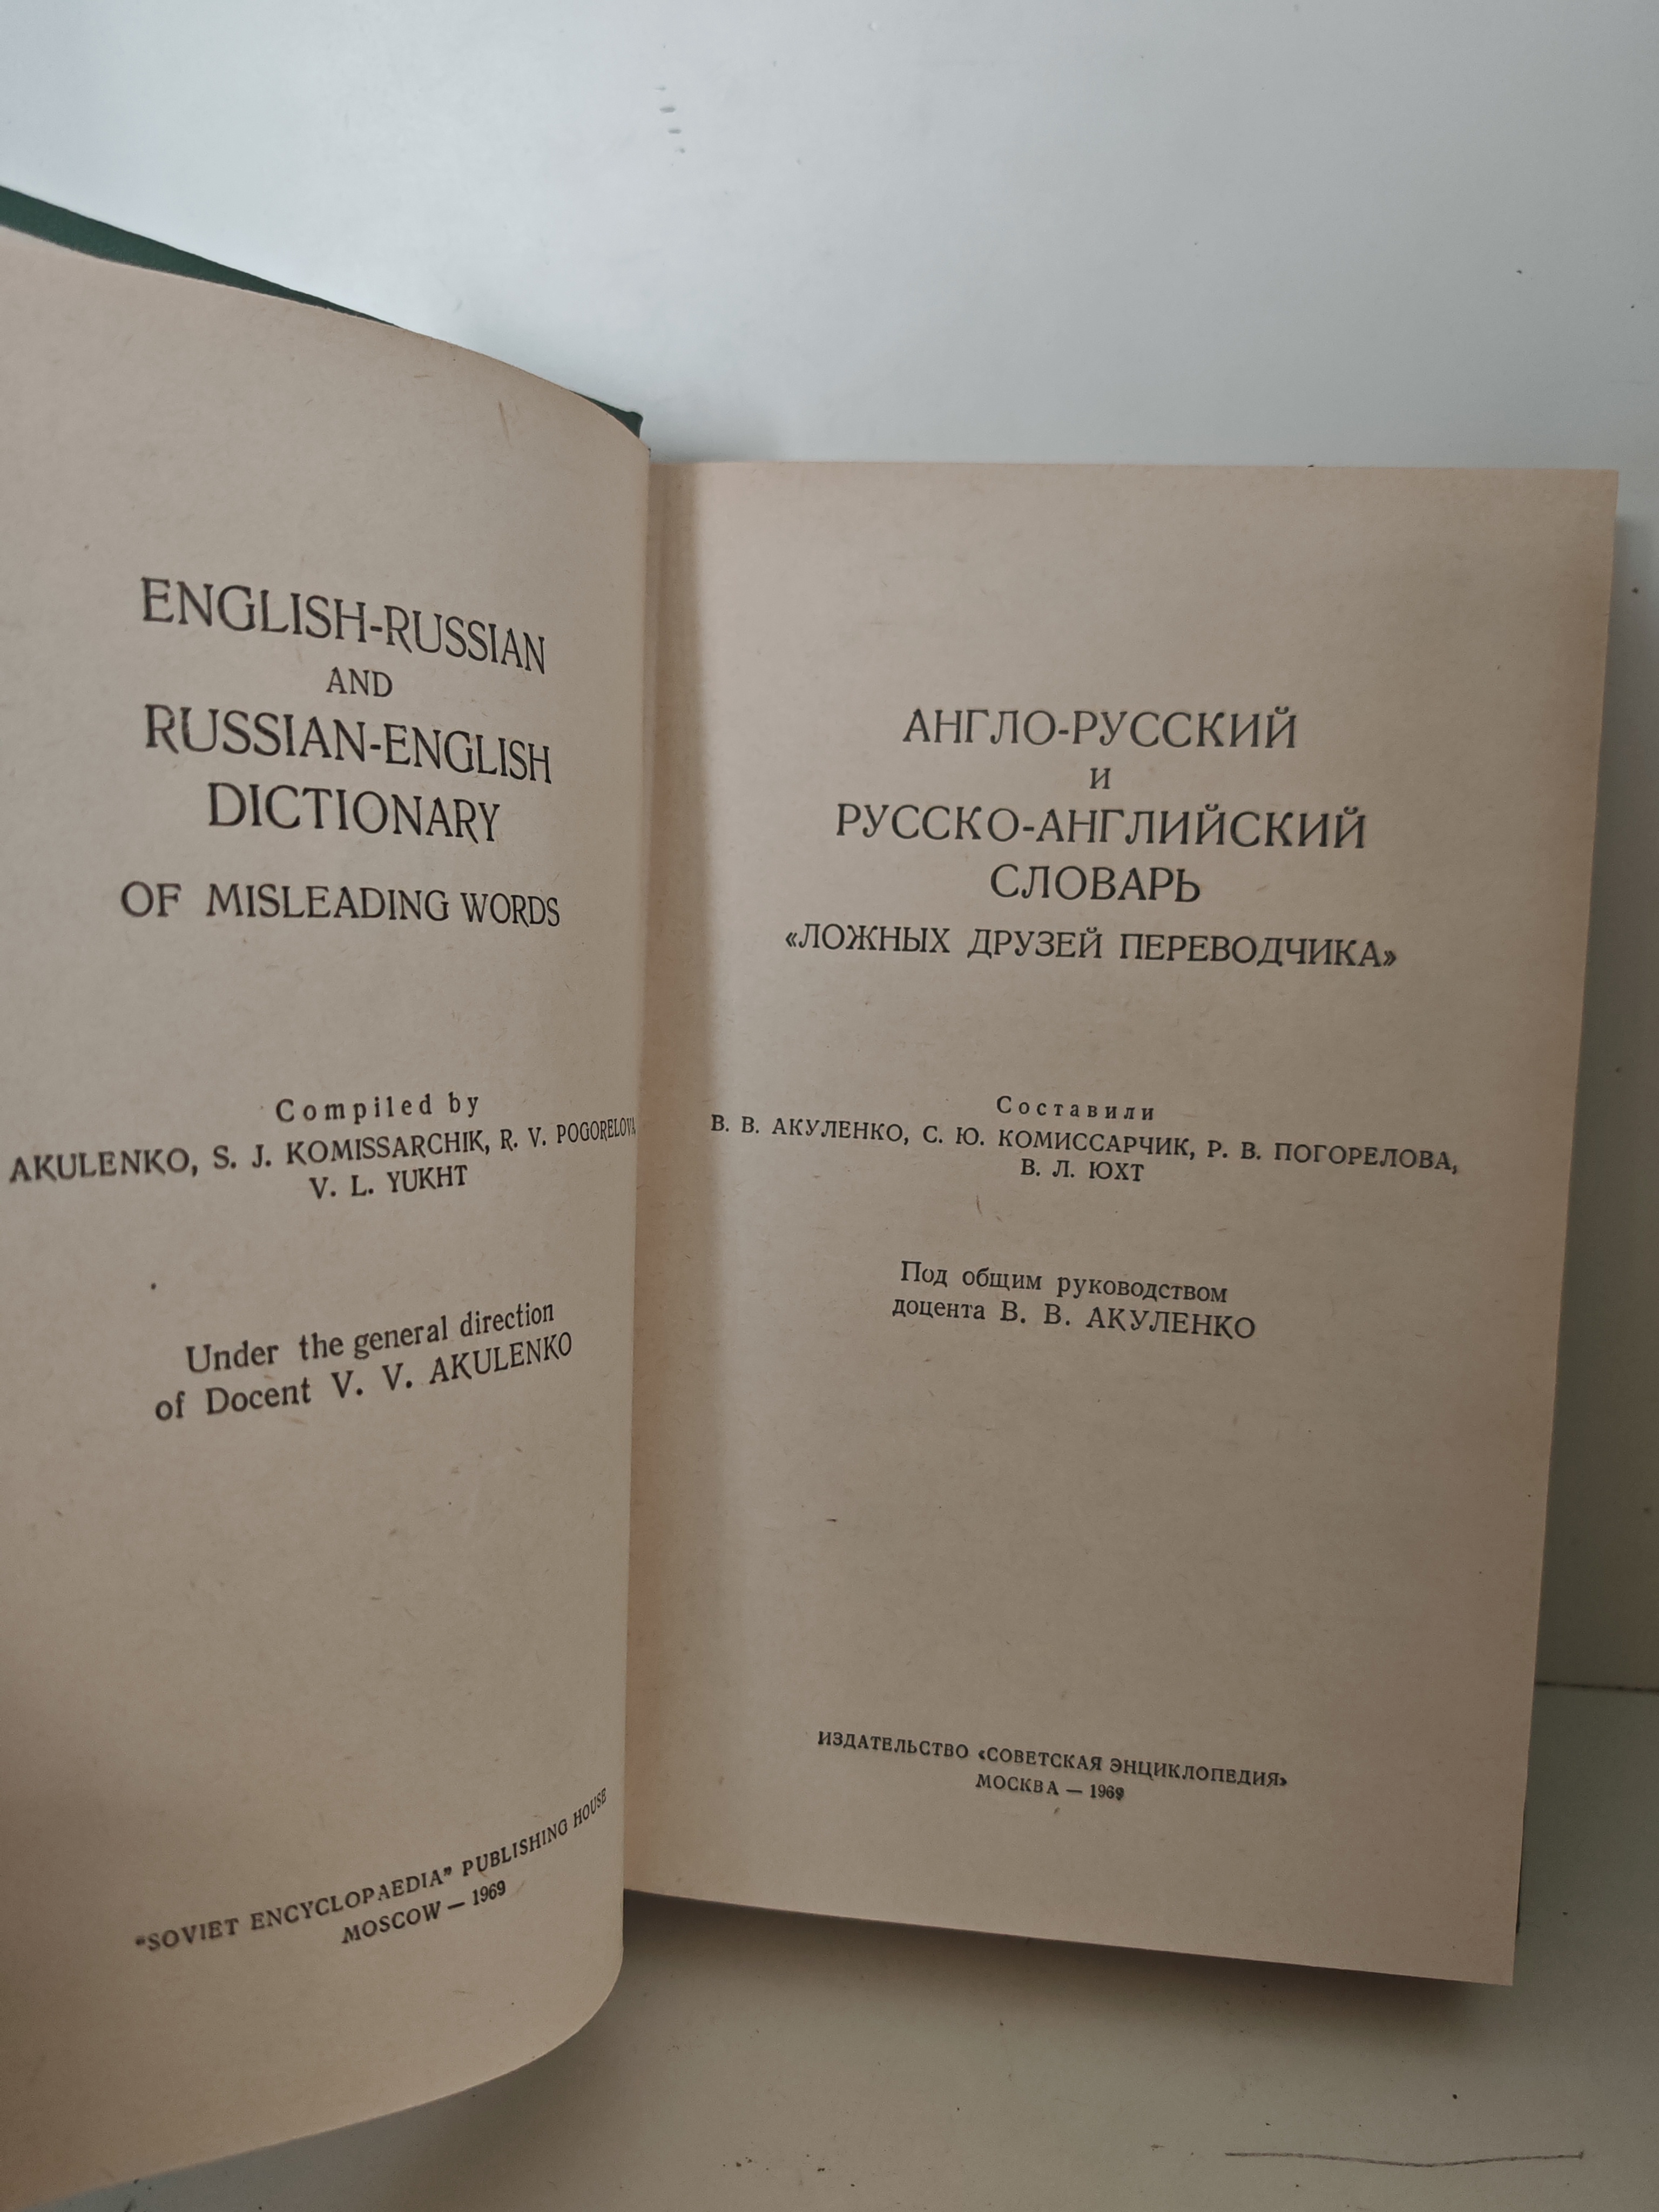 ENGLISH-RUSSIAN
AND
RUSSIAN-ENGLISH
DICTIONARY
OF MISLEADING WORDS
Compiled by
AKULENKO, S. J. KOMISSARCHIK, R. V. POGORELOVA
V. L. YUKHT
Under the general direction
of Docent V. V. AKULENKO
"SOVIET ENCYCLOPAEDIA" PUBLISHING HOUSE
MOSCOW — 1969
АНГЛО-РУССКИЙ
И
РУССКО-АНГЛИЙСКИЙ
СЛОВАРЬ
«ЛОЖНЫХ ДРУЗЕЙ ПЕРЕВОДЧИКА»
Составили
В. В. АКУЛЕНКО, С. Ю. КОМИССАРЧИК, Р. В. ПОГОРЕЛОВА,
В. Л. ЮХТ
Под общим руководством
доцента В. В. АКУЛЕНКО
ИЗДАТЕЛЬСТВО «СОВЕТСКАЯ ЭНЦИКЛОПЕДИЯ»
МОСКВА — 1969